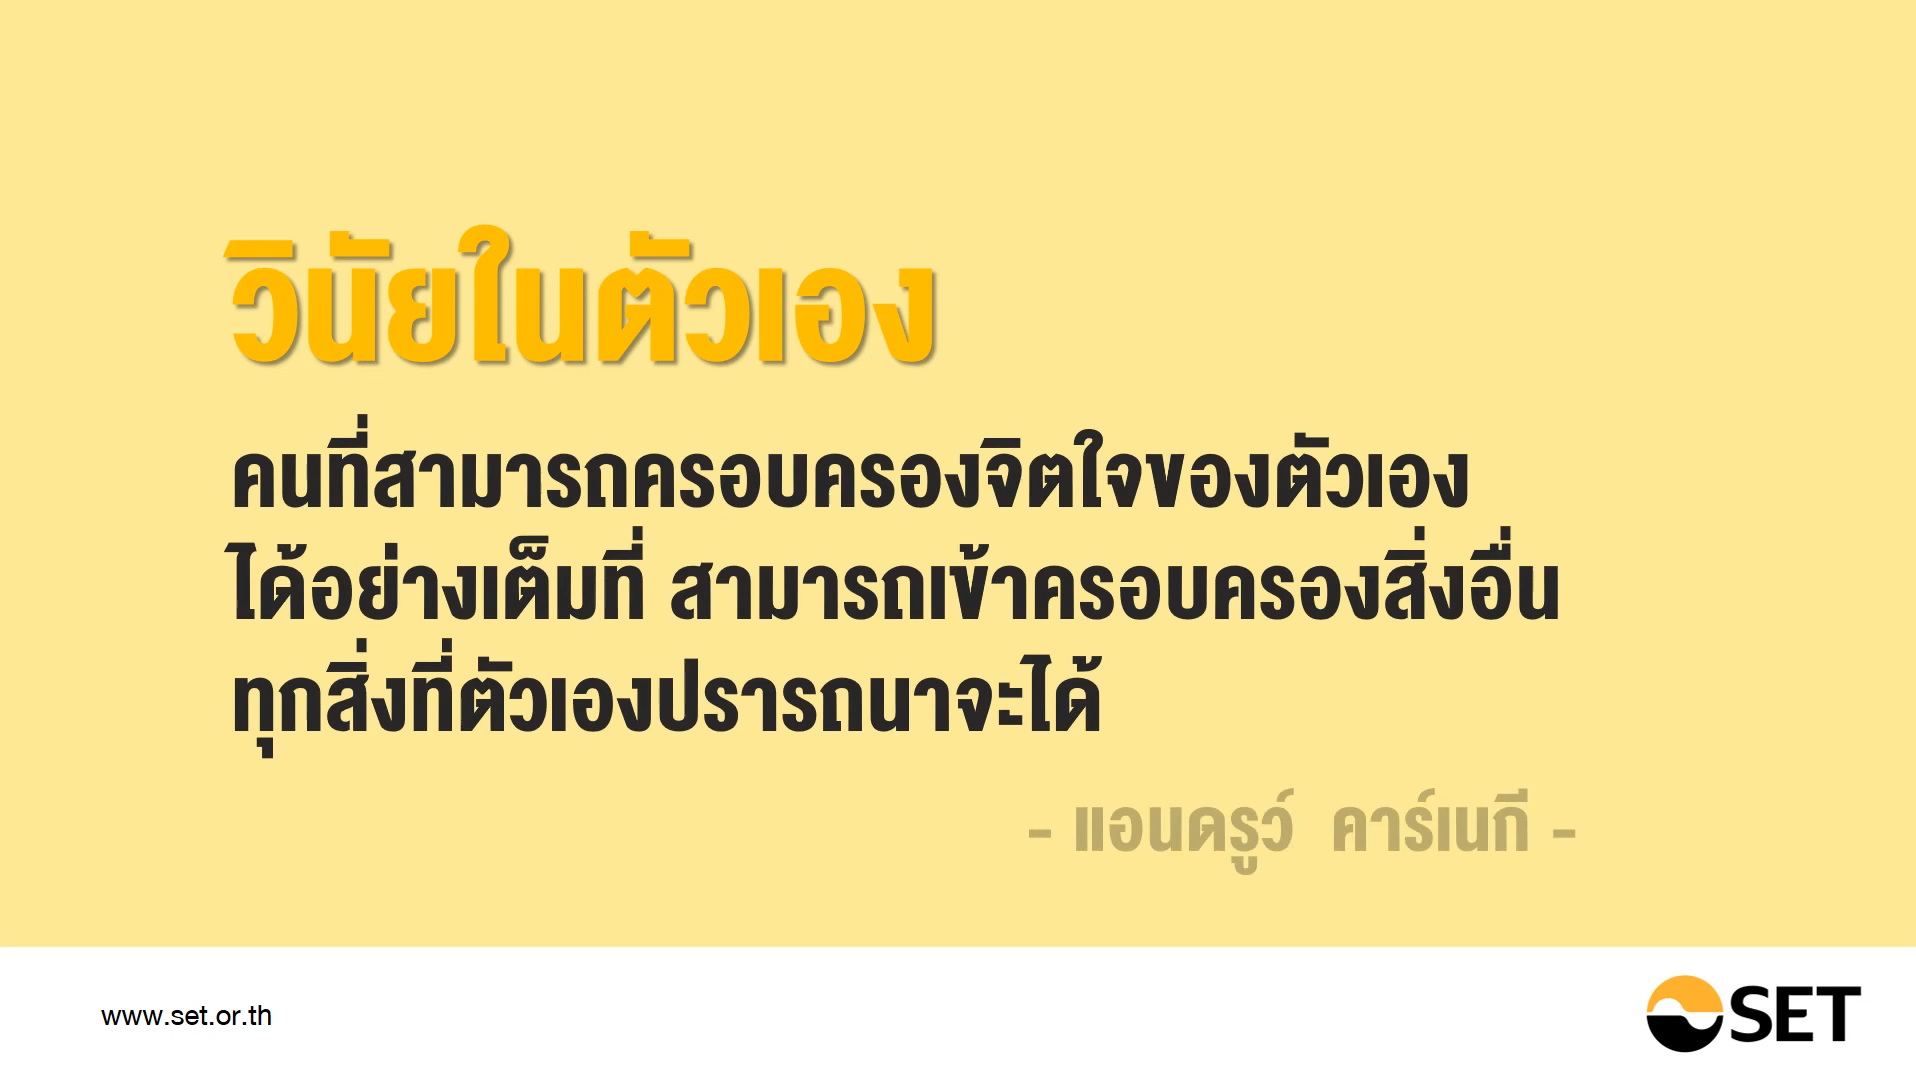 วินัยในตัวเอง
คนที่สามารถครอบครองจิตใจของตัวเอง
ได้อย่างเต็มที่ สามารถเข้าครอบครองสิ่งอื่น
ทุกสิ่งที่ตัวเองปรารถนาจะได้
- แอนดรูว์ คาร์เนกี -
www.set.or.th
SET